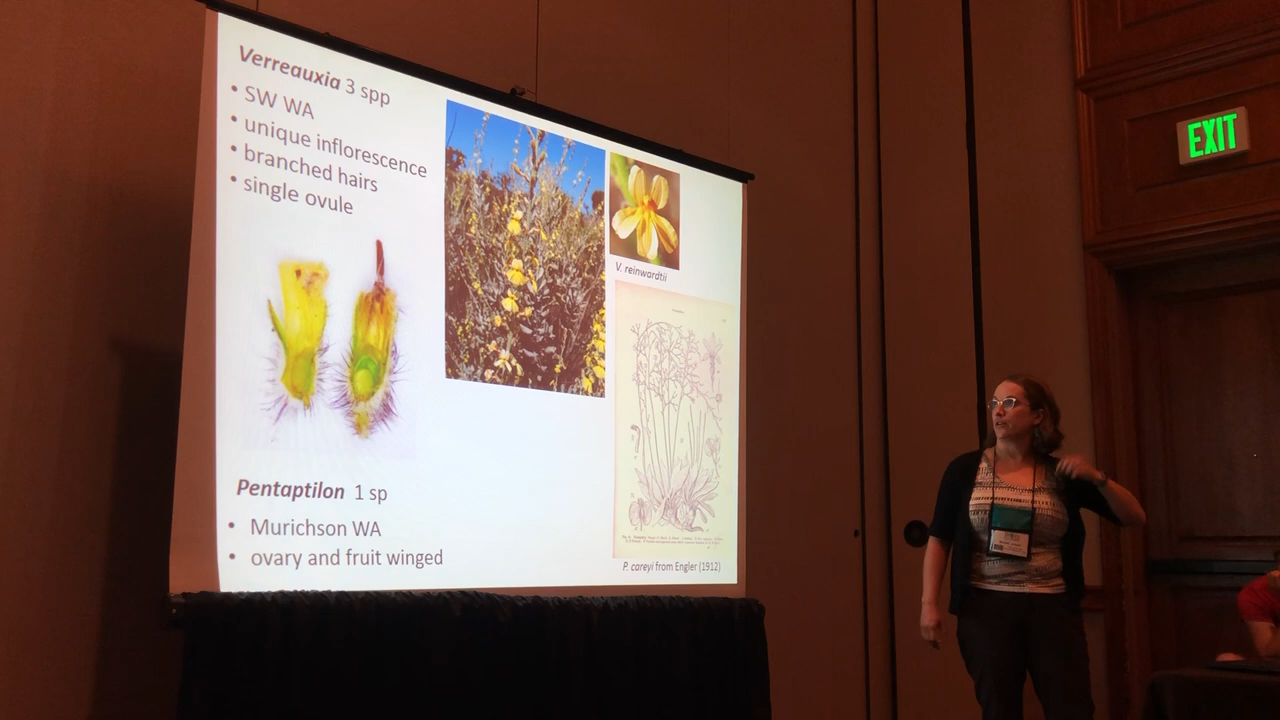 Verreauxia 3 spp
• SW WA
• unique inflorescence
• branched hairs
• single ovule
V. reinwardtii
Pentaptilon 1 sp
• Murichson WA
• ovary and fruit winged
P. careyi from Engler (1912)
EXIT